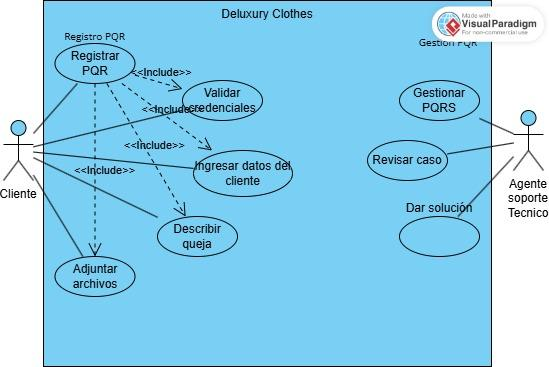 Deluxury Clothes
Made with
VisualParadigm
For non-commercial use
Registro PQR
Gestion PQR
Registrar
PQR
<<Include>>
Validar
credenciales
<<Include>>
Gestionar
PQRS
<<Include>>
Revisar caso
Ingresar datos del
cliente
<<Include>>
Cliente
Agente
soporte
Tecnico
Dar solución
Describir
queja
Adjuntar
archivos